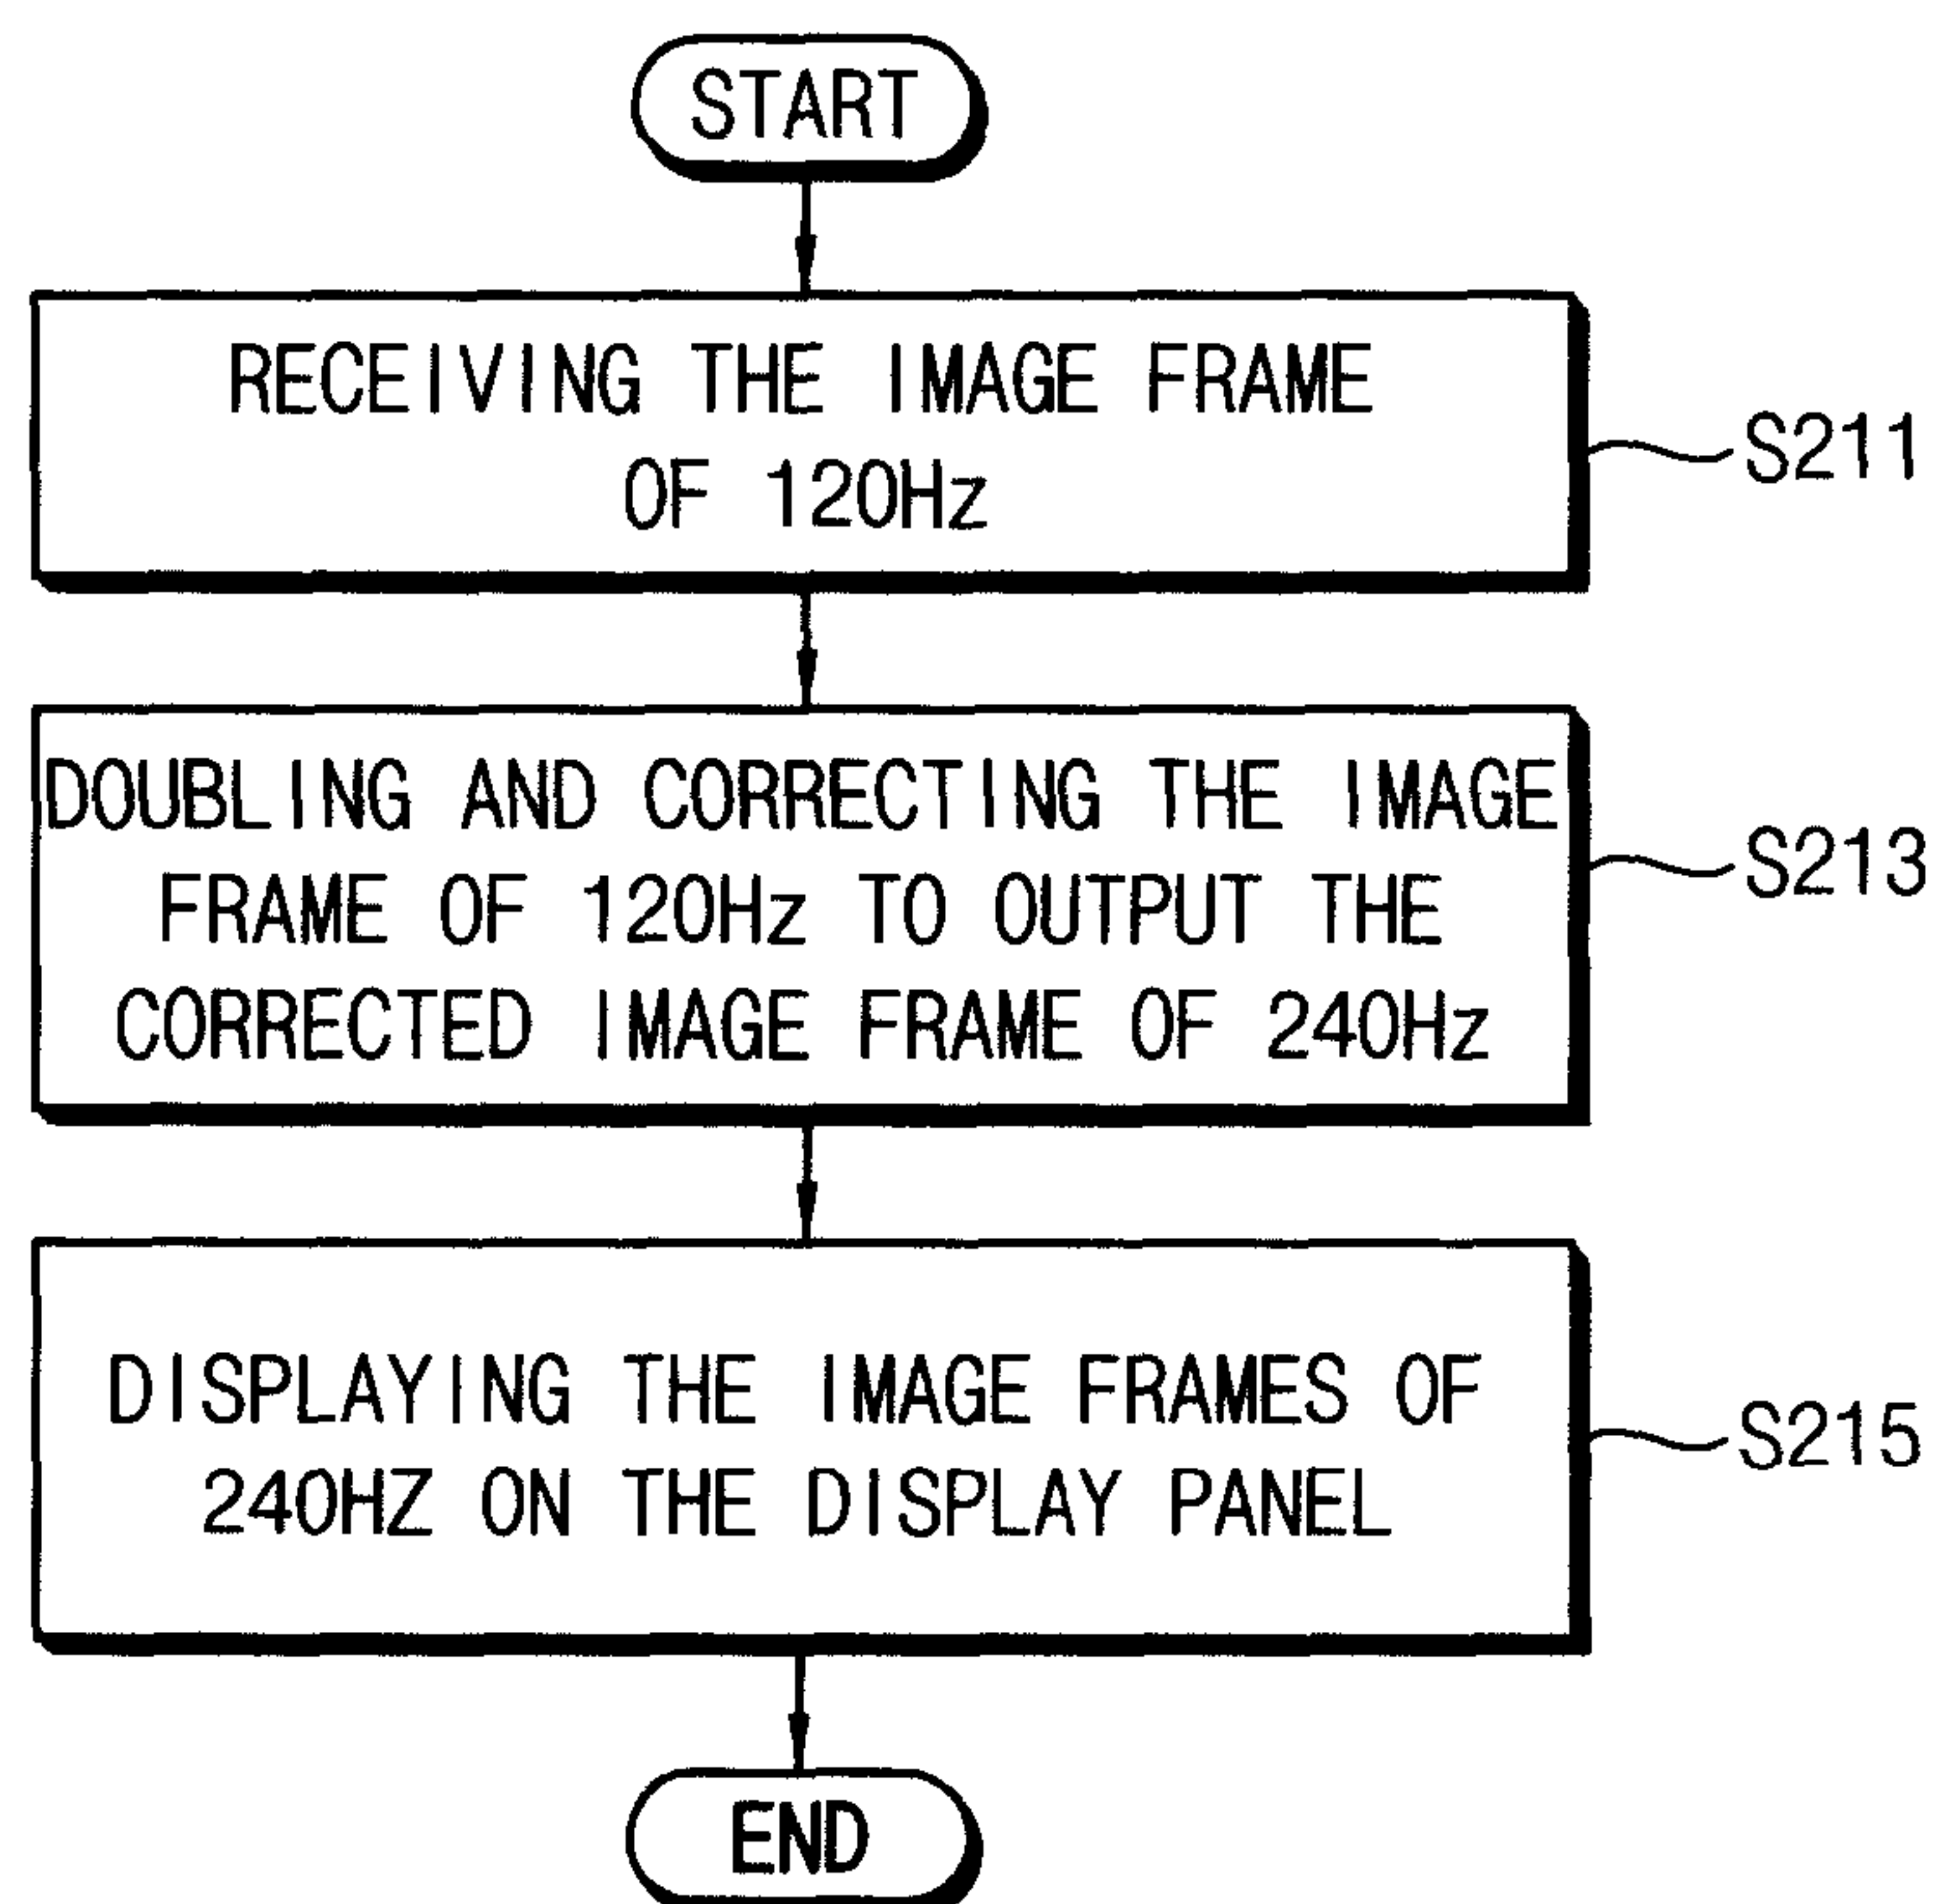 START
RECEIVING THE IMAGE FRAME
OF 120Hz
S211
DOUBLING AND CORRECTING THE IMAGE
FRAME OF 120Hz TO OUTPUT THE
CORRECTED IMAGE FRAME OF 240Hz
S213
DISPLAYING THE IMAGE FRAMES OF
240HZ ON THE DISPLAY PANEL
S215
END